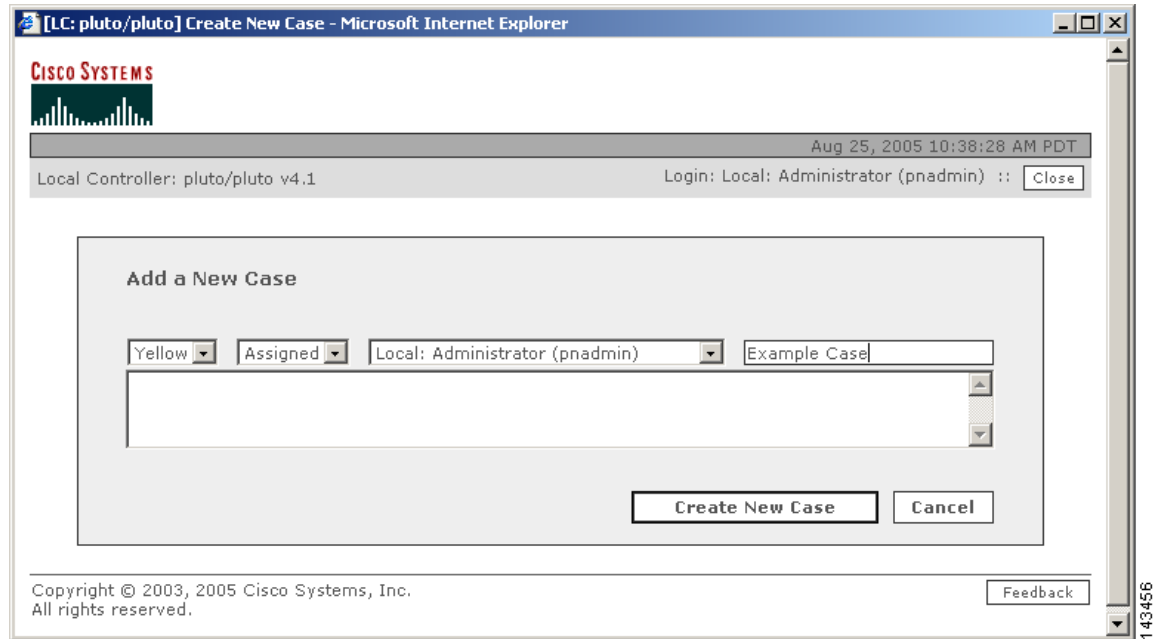 [LC: pluto/pluto] Create New Case - Microsoft Internet Explorer
CISCO SYSTEMS
Aug 25, 2005 10:38:28 AM PDT
Local Controller: pluto/pluto v4.1 Login: Local: Administrator (pnadmin) :: Close
Add a New Case
Yellow Assigned Local: Administrator (pnadmin) Example Case
Create New Case Cancel
Copyright © 2003, 2005 Cisco Systems, Inc.
All rights reserved.
Feedback
143456